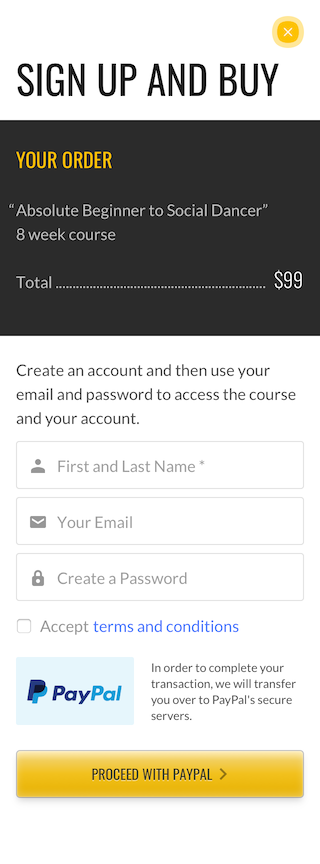 SIGN UP AND BUY
YOUR ORDER
“Absolute Beginner to Social Dancer”
8 week course
Total ........................................................... $99
Create an account and then use your
email and password to access the course
and your account.
First and Last Name *
Your Email
Create a Password
Accept terms and conditions
PayPal
In order to complete your
transaction, we will transfer
you over to PayPal's secure
servers.
PROCEED WITH PAYPAL